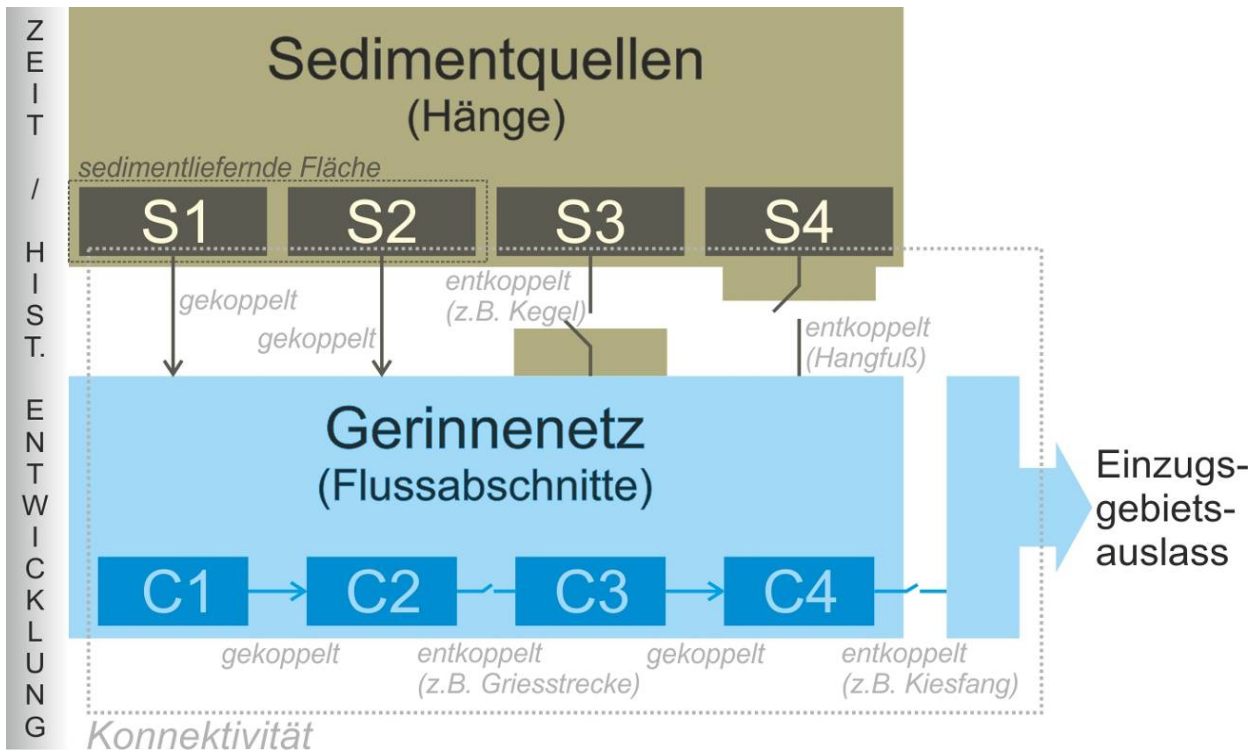 ZEIT / HIST. ENTWICKLUNG
Sedimentquellen
(Hänge)
sedimentliefernde Fläche
S1
S2
S3
S4
gekoppelt
gekoppelt
entkoppelt
(z.B. Kegel)
entkoppelt
(Hangfuß)
Gerinnenetz
(Flussabschnitte)
Einzugs-
gebiets-
auslass
C1
C2
C3
C4
gekoppelt
entkoppelt
(z.B. Griesstrecke)
gekoppelt
entkoppelt
(z.B. Kiesfang)
Konnektivität